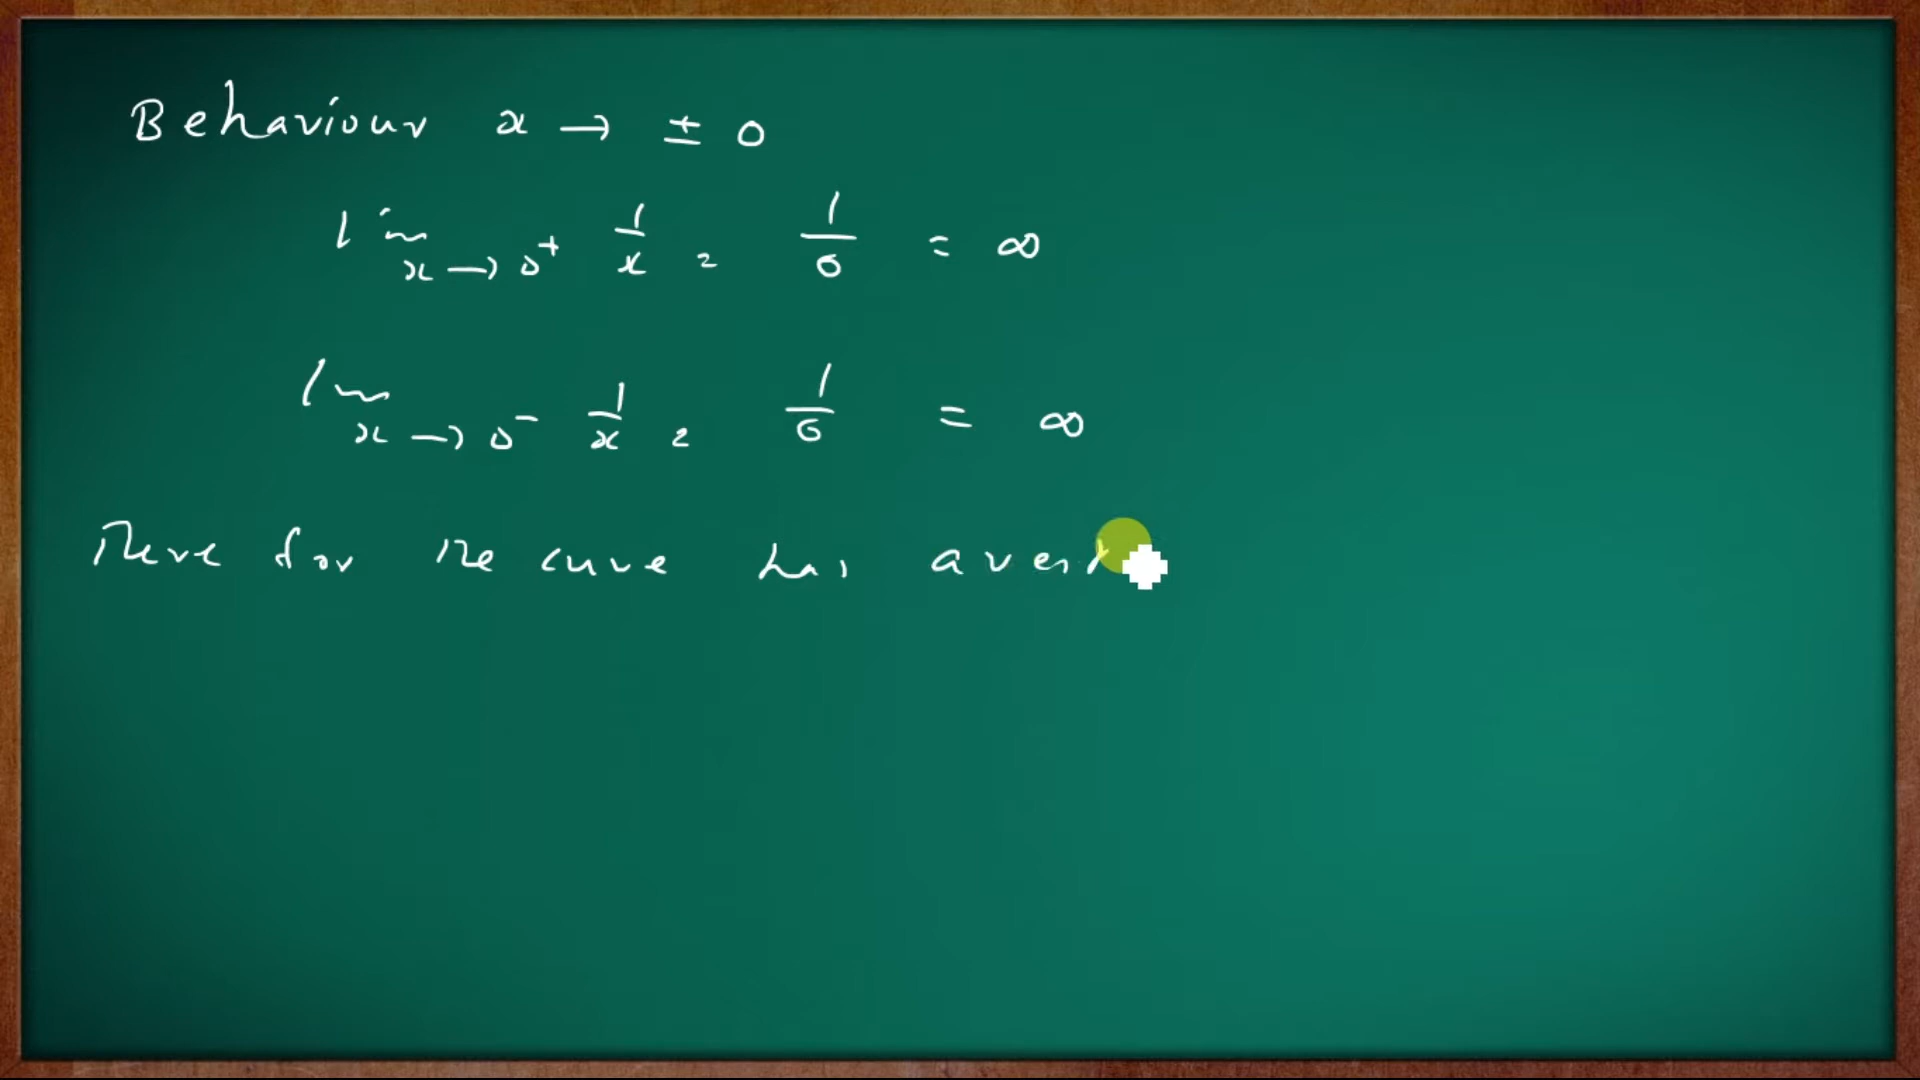 Behaviour x → ± 0
lim x → 0⁺ 1/x = 1/0 = ∞
lim x → 0⁻ 1/x = 1/0 = ∞
There for the curve has a vert